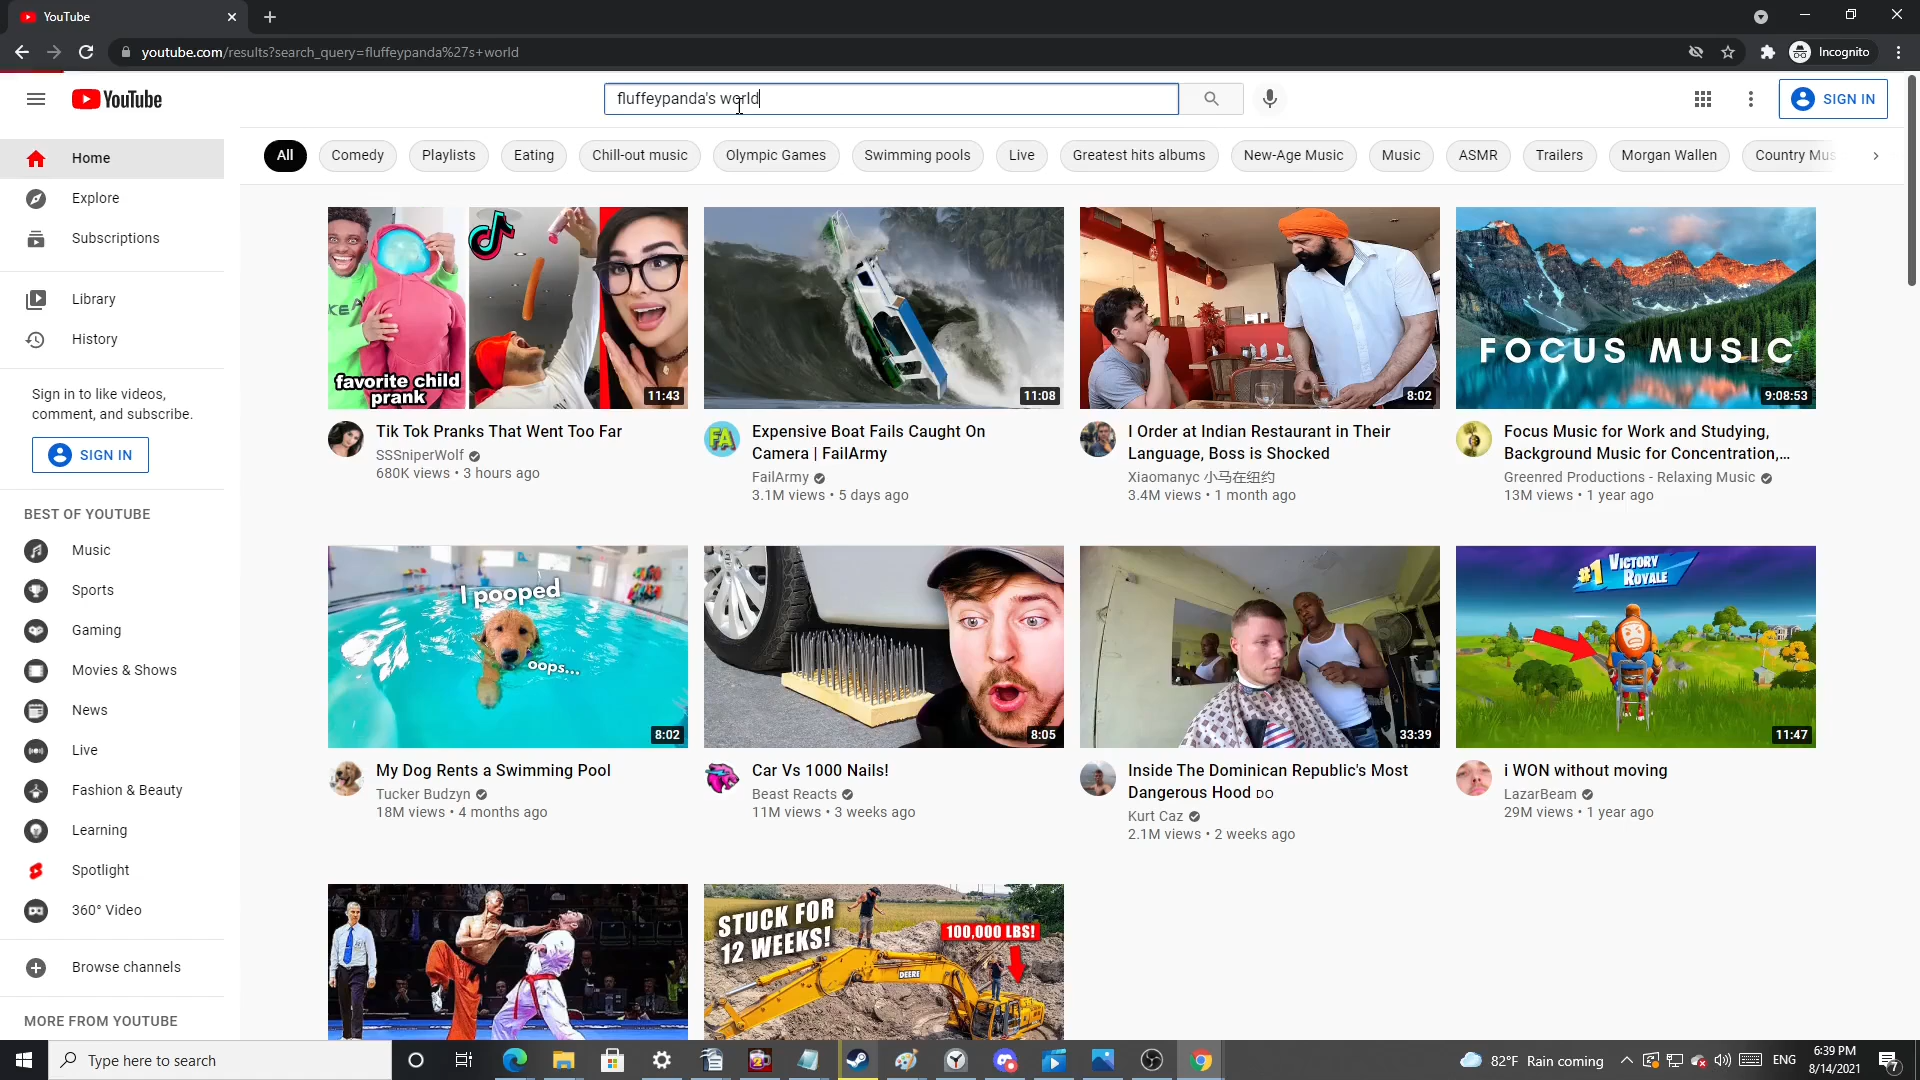 YouTube
youtube.com/results?search_query=fluffeypanda%27s+world
Incognito
YouTube
fluffeypanda's world
SIGN IN
Home
Explore
Subscriptions
Library
History
Sign in to like videos,
comment, and subscribe.
SIGN IN
BEST OF YOUTUBE
Music
Sports
Gaming
Movies & Shows
News
Live
Fashion & Beauty
Learning
Spotlight
360° Video
Browse channels
MORE FROM YOUTUBE
All
Comedy
Playlists
Eating
Chill-out music
Olympic Games
Swimming pools
Live
Greatest hits albums
New-Age Music
Music
ASMR
Trailers
Morgan Wallen
Country Mus
favorite child
prank
11:43
Tik Tok Pranks That Went Too Far
SSSniperWolf
680K views • 3 hours ago
11:08
FA
Expensive Boat Fails Caught On
Camera | FailArmy
FailArmy
3.1M views • 5 days ago
8:02
I Order at Indian Restaurant in Their
Language, Boss is Shocked
Xiaomanyc 小马在纽约
3.4M views • 1 month ago
FOCUS MUSIC
9:08:53
Focus Music for Work and Studying,
Background Music for Concentration,...
Greenred Productions - Relaxing Music
13M views • 1 year ago
I pooped
oops...
8:02
My Dog Rents a Swimming Pool
Tucker Budzyn
18M views • 4 months ago
8:05
Car Vs 1000 Nails!
Beast Reacts
11M views • 3 weeks ago
33:39
Inside The Dominican Republic's Most
Dangerous Hood DO
Kurt Caz
2.1M views • 2 weeks ago
#1 VICTORY
ROYALE
11:47
i WON without moving
LazarBeam
29M views • 1 year ago
STUCK FOR
12 WEEKS!
100,000 LBS!
DEERE
Type here to search
82°F Rain coming
ENG
6:39 PM
8/14/2021
7